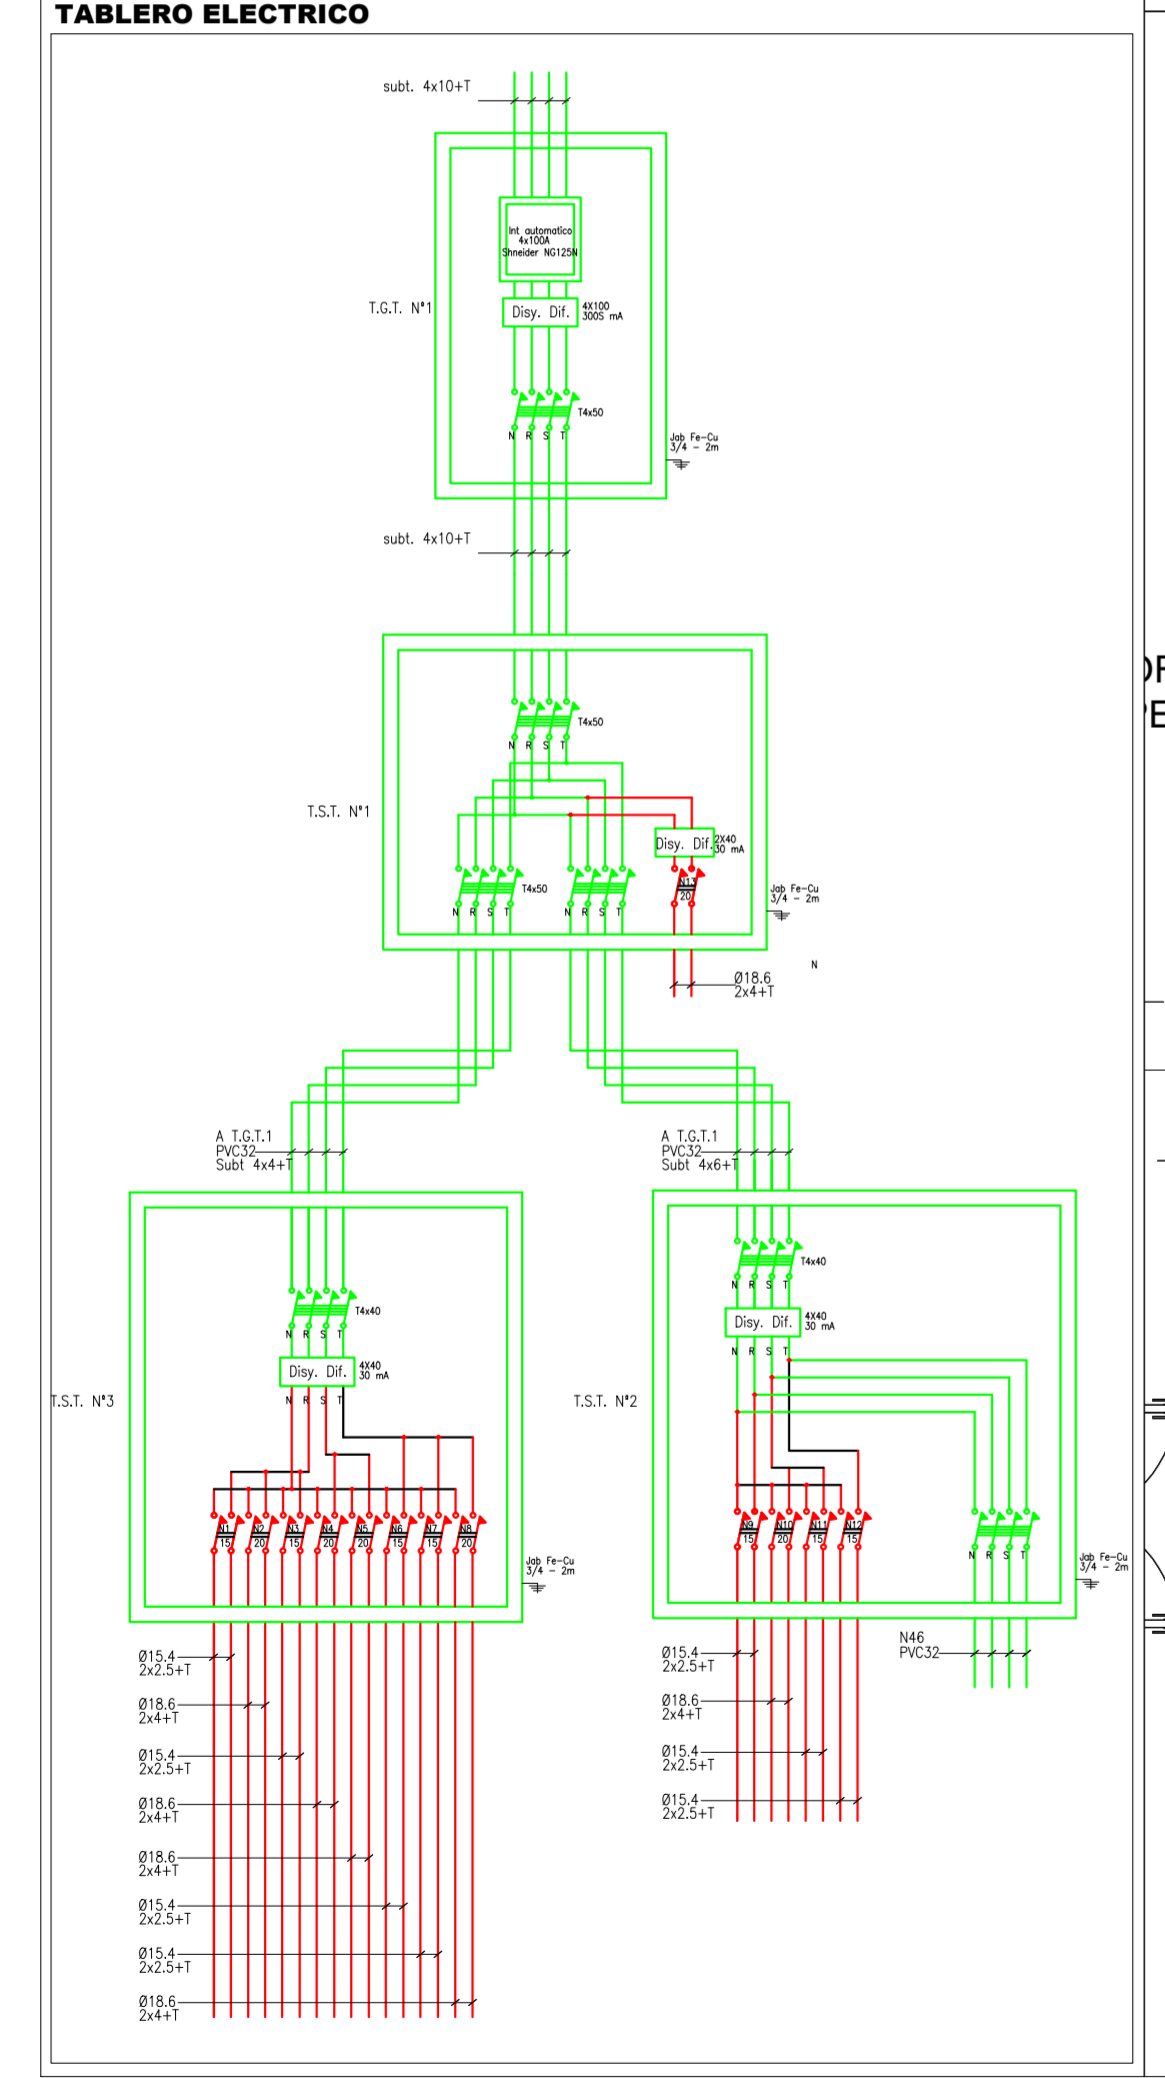 TABLERO ELECTRICO
subt. 4x10+T
Int automatico
4x100A
Shneider NG125N
T.G.T. N°1
Disy. Dif.
4X100
300S mA
T4x50
N R S T
Jab Fe-Cu
3/4 - 2m
subt. 4x10+T
T4x50
N R S T
T.S.T. N°1
Disy. Dif.
2X40
30 mA
T4x50
N13
20
Jab Fe-Cu
3/4 - 2m
N R S T
N R S T
N
Ø18.6
2x4+T
A T.G.T.1
PVC32
Subt 4x4+T
A T.G.T.1
PVC32
Subt 4x6+T
T4x40
N R S T
Disy. Dif.
4X40
30 mA
N R S T
T.S.T. N°3
N1 N2 N3 N4 N5 N6 N7 N8
15 20 15 20 20 15 15 20
Jab Fe-Cu
3/4 - 2m
T4x40
N R S T
Disy. Dif.
4X40
30 mA
N R S T
T.S.T. N°2
N9 N10 N11 N12
15 20 15 15
N R S T
Jab Fe-Cu
3/4 - 2m
Ø15.4
2x2.5+T
Ø18.6
2x4+T
Ø15.4
2x2.5+T
Ø18.6
2x4+T
Ø18.6
2x4+T
Ø15.4
2x2.5+T
Ø15.4
2x2.5+T
Ø18.6
2x4+T
Ø15.4
2x2.5+T
Ø18.6
2x4+T
Ø15.4
2x2.5+T
Ø15.4
2x2.5+T
N46
PVC32